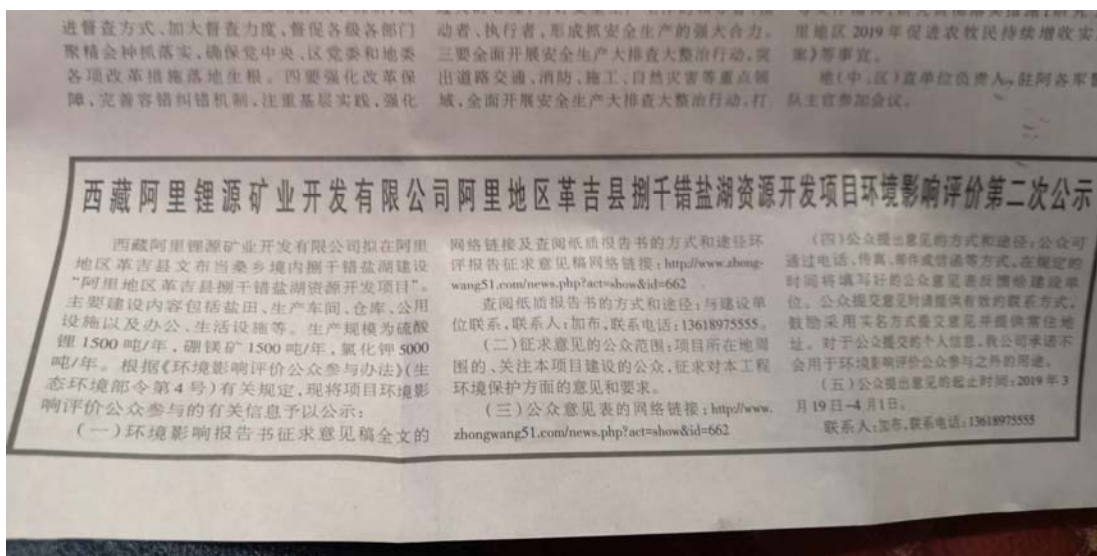 进督查方式、加大督查力度,督促各级各部门
聚精会神抓落实,确保党中央、区党委和地委
各项改革措施落地生根。四要强化改革保
障,完善容错纠错机制,注重基层实践,强化
动者、执行者,形成抓安全生产的强大合力。
三要全面开展安全生产大排查大整治行动,突
出道路交通、消防、施工、自然灾害等重点领
域,全面开展安全生产大排查大整治行动,打
里地区2019年促进农牧民持续增收实
案》等事宜。
地(中、区)直单位负责人,驻阿各军警
队主官参加会议。
西藏阿里锂源矿业开发有限公司阿里地区革吉县捌千错盐湖资源开发项目环境影响评价第二次公示
西藏阿里锂源矿业开发有限公司拟在阿里
地区革吉县文布当桑乡境内捌千错盐湖建设
“阿里地区革吉县捌千错盐湖资源开发项目”。
主要建设内容包括盐田、生产车间、仓库、公用
设施以及办公、生活设施等。生产规模为硫酸
锂1500吨/年,硼镁矿1500吨/年,氯化钾5000
吨/年。根据《环境影响评价公众参与办法》(生
态环境部令第4号)有关规定,现将项目环境影
响评价公众参与的有关信息予以公示:
(一)环境影响报告书征求意见稿全文的
网络链接及查阅纸质报告书的方式和途径环
评报告征求意见稿网络链接:http://www.zhong-
wang51.com/news.php?act=show&id=662
查阅纸质报告书的方式和途径:与建设单
位联系,联系人:加布,联系电话:13618975555。
(二)征求意见的公众范围:项目所在地周
围的、关注本项目建设的公众,征求对本工程
环境保护方面的意见和要求。
(三)公众意见表的网络链接:http://www.
zhongwang51.com/news.php?act=show&id=662
(四)公众提出意见的方式和途径:公众可
通过电话、传真、邮件或信函等方式,在规定的
时间将填写好的公众意见表反馈给建设单
位。公众提交意见时请提供有效的联系方式,
鼓励采用实名方式提交意见并提供常住地
址。对于公众提交的个人信息,我公司承诺不
会用于环境影响评价公众参与之外的用途。
(五)公众提出意见的起止时间:2019年3
月19日-4月1日。
联系人:加布,联系电话:13618975555